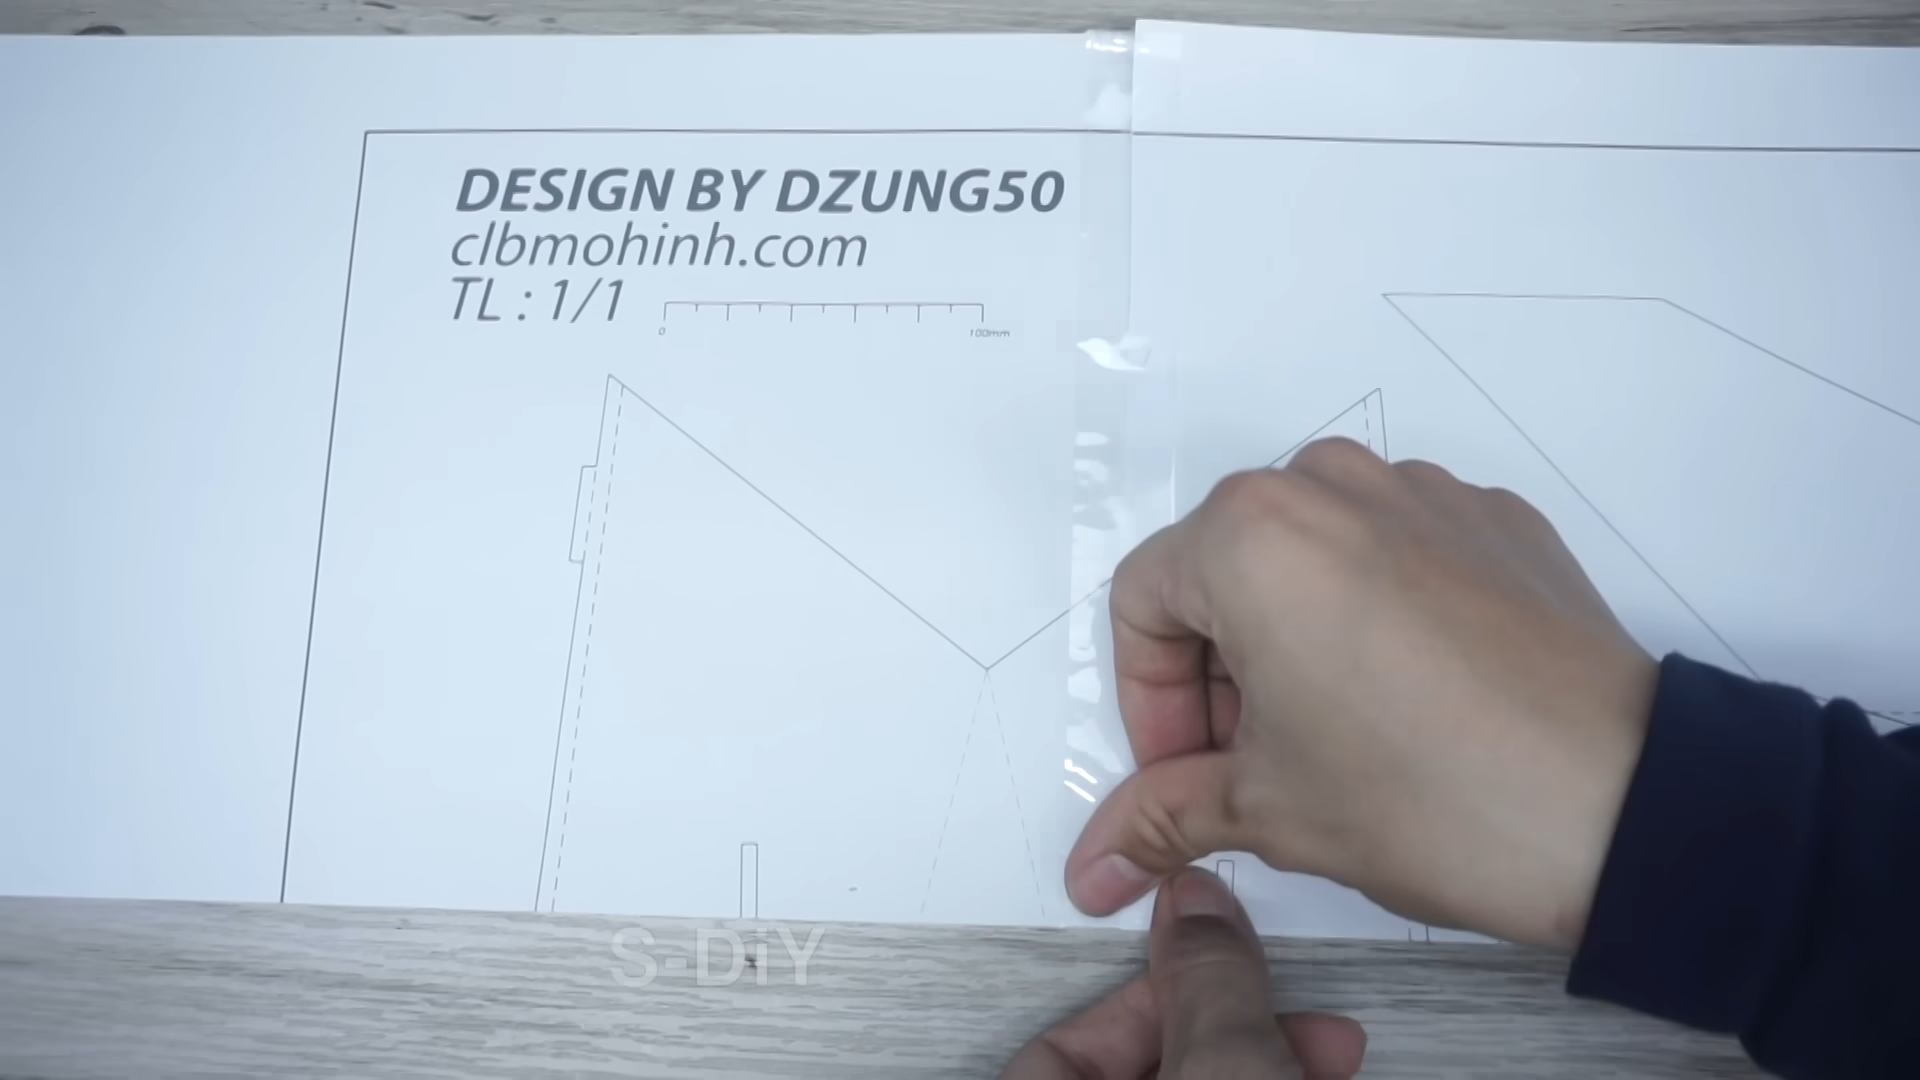 DESIGN BY DZUNG50
clbmohinh.com
TL : 1/1
0 100mm
S-DiY